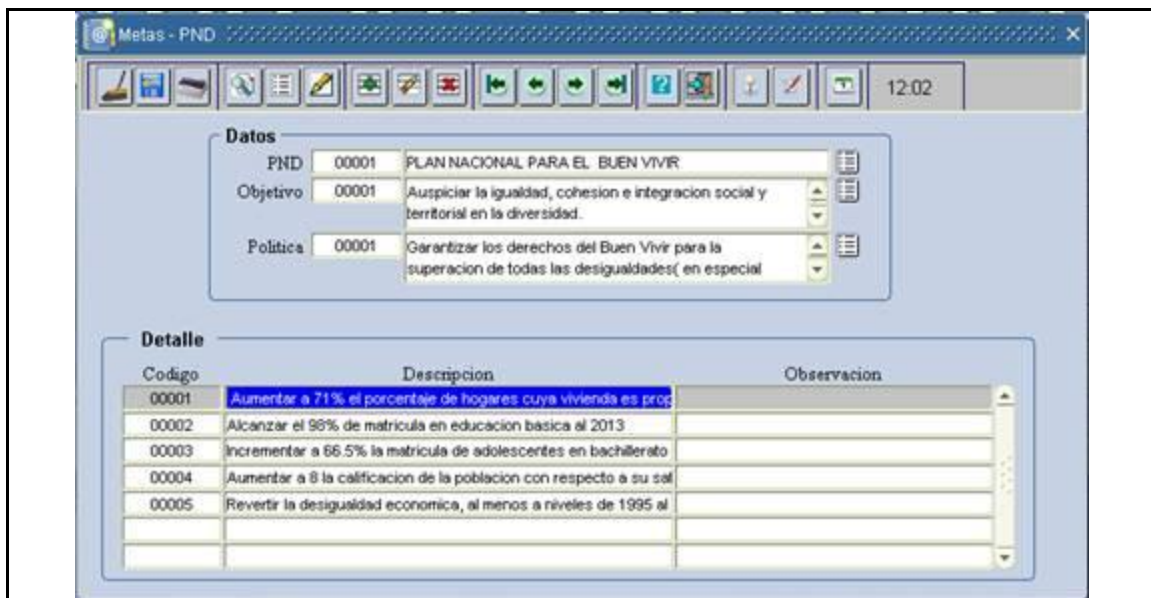 Metas - PND
12:02
Datos
PND 00001 PLAN NACIONAL PARA EL BUEN VIVIR
Objetivo 00001 Auspiciar la igualdad, cohesion e integracion social y
territorial en la diversidad.
Politica 00001 Garantizar los derechos del Buen Vivir para la
superacion de todas las desigualdades( en especial
Detalle
Codigo Descripcion Observacion
00001 Aumentar a 71% el porcentaje de hogares cuya vivienda es prop
00002 Alcanzar el 98% de matricula en educacion basica al 2013
00003 Incrementar a 66.5% la matricula de adolescentes en bachillerato
00004 Aumentar a 8 la calificacion de la poblacion con respecto a su sat
00005 Revertir la desigualdad economica, al menos a niveles de 1995 al